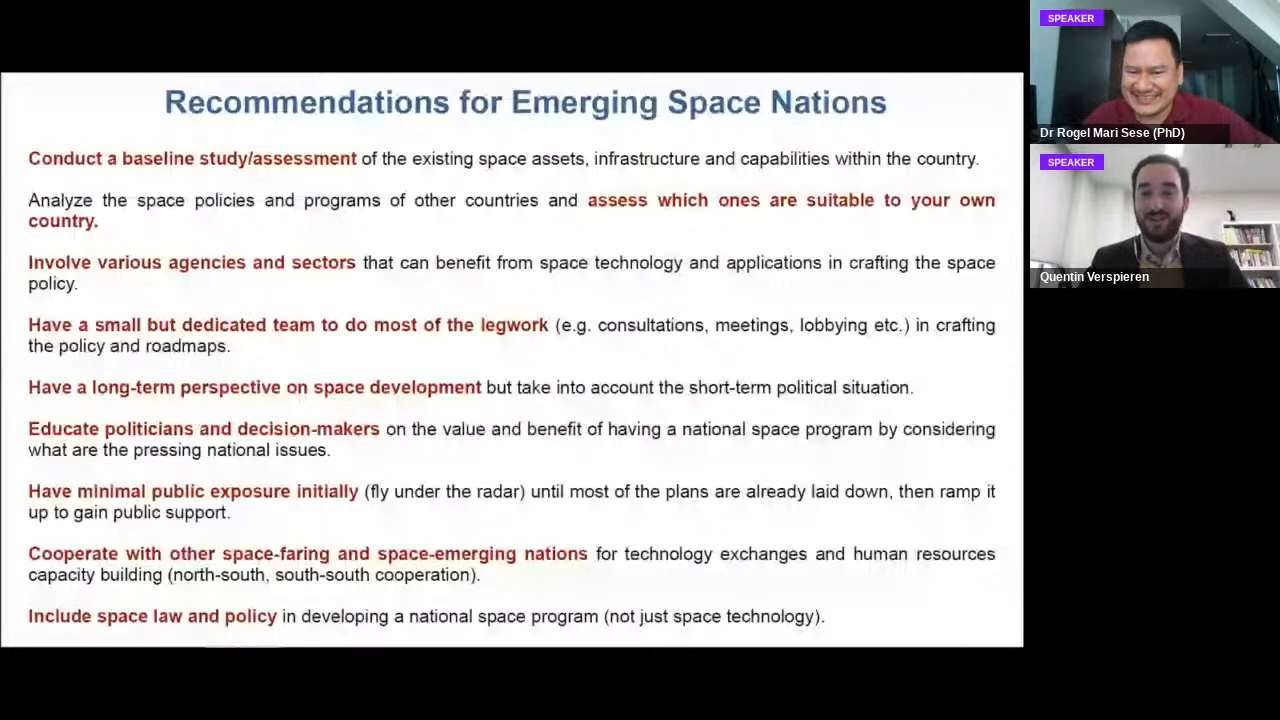 Recommendations for Emerging Space Nations
Conduct a baseline study/assessment of the existing space assets, infrastructure and capabilities within the country.
Analyze the space policies and programs of other countries and assess which ones are suitable to your own
country.
Involve various agencies and sectors that can benefit from space technology and applications in crafting the space
policy.
Have a small but dedicated team to do most of the legwork (e.g. consultations, meetings, lobbying etc.) in crafting
the policy and roadmaps.
Have a long-term perspective on space development but take into account the short-term political situation.
Educate politicians and decision-makers on the value and benefit of having a national space program by considering
what are the pressing national issues.
Have minimal public exposure initially (fly under the radar) until most of the plans are already laid down, then ramp it
up to gain public support.
Cooperate with other space-faring and space-emerging nations for technology exchanges and human resources
capacity building (north-south, south-south cooperation).
Include space law and policy in developing a national space program (not just space technology).
SPEAKER
Dr Rogel Mari Sese (PhD)
SPEAKER
Quentin Verspieren